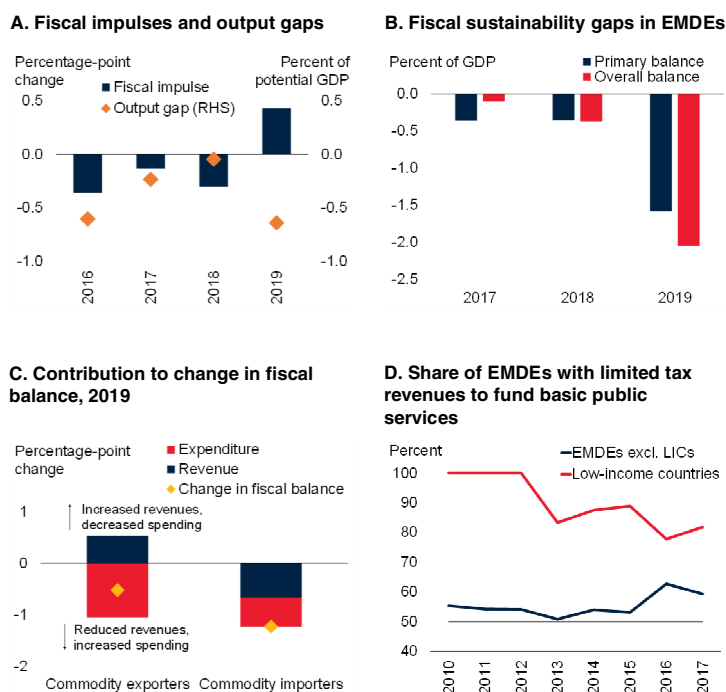 A. Fiscal impulses and output gaps
Percentage-point
change
Percent of
potential GDP
Fiscal impulse
Output gap (RHS)
0.5
0.0
-0.5
-1.0
0.5
0.0
-0.5
-1.0
2016
2017
2018
2019
B. Fiscal sustainability gaps in EMDEs
Percent of GDP
Primary balance
Overall balance
0.0
-0.5
-1.0
-1.5
-2.0
-2.5
2017
2018
2019
C. Contribution to change in fiscal
balance, 2019
Percentage-point
change
Expenditure
Revenue
Change in fiscal balance
1
0
-1
-2
Increased revenues,
decreased spending
Reduced revenues,
increased spending
Commodity exporters
Commodity importers
D. Share of EMDEs with limited tax
revenues to fund basic public
services
Percent
EMDEs excl. LICs
Low-income countries
100
90
80
70
60
50
40
2010
2011
2012
2013
2014
2015
2016
2017